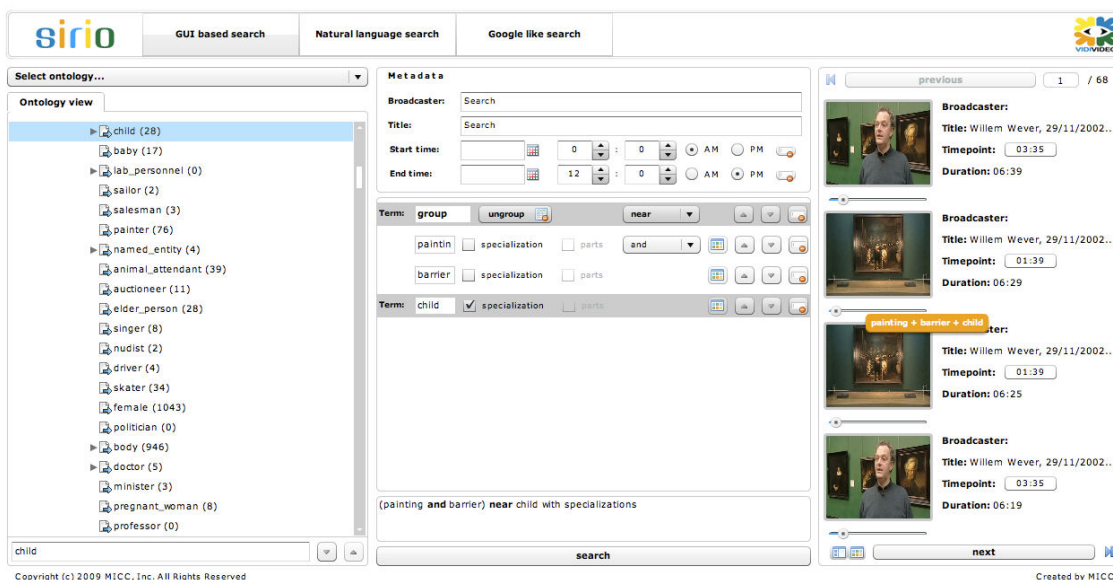 sirio
GUI based search
Natural language search
Google like search
VIDIVIDEO
Select ontology...
Ontology view
child (28)
baby (17)
lab_personnel (0)
sailor (2)
salesman (3)
painter (76)
named_entity (4)
animal_attendant (39)
auctioneer (11)
elder_person (28)
singer (8)
nudist (2)
driver (4)
skater (34)
female (1043)
politician (0)
body (946)
doctor (5)
minister (3)
pregnant_woman (8)
professor (0)
child
Metadata
Broadcaster: Search
Title: Search
Start time: 0 : 0 AM PM
End time: 12 : 0 AM PM
Term: group ungroup near
paintin specialization parts and
barrier specialization parts
Term: child specialization parts
(painting and barrier) near child with specializations
search
previous 1 / 68
Broadcaster:
Title: Willem Wever, 29/11/2002..
Timepoint: 03:35
Duration: 06:39
Broadcaster:
Title: Willem Wever, 29/11/2002..
Timepoint: 01:39
Duration: 06:29
painting + barrier + child
ter:
Title: Willem Wever, 29/11/2002..
Timepoint: 01:39
Duration: 06:25
Broadcaster:
Title: Willem Wever, 29/11/2002..
Timepoint: 03:35
Duration: 06:19
next
Copyright (c) 2009 MICC, Inc. All Rights Reserved
Created by MICC